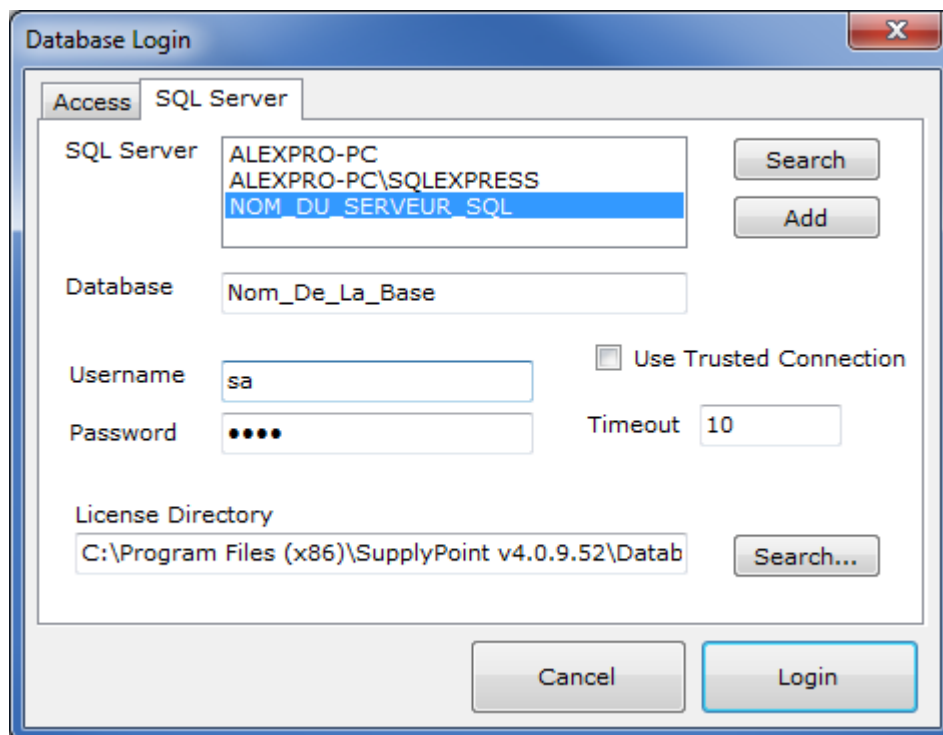 Database Login
Access SQL Server
SQL Server
ALEXPRO-PC
ALEXPRO-PC\SQLEXPRESS
NOM_DU_SERVEUR_SQL
Search
Add
Database Nom_De_La_Base
Use Trusted Connection
Username sa
Password ••••
Timeout 10
License Directory
C:\Program Files (x86)\SupplyPoint v4.0.9.52\Datab
Search...
Cancel Login